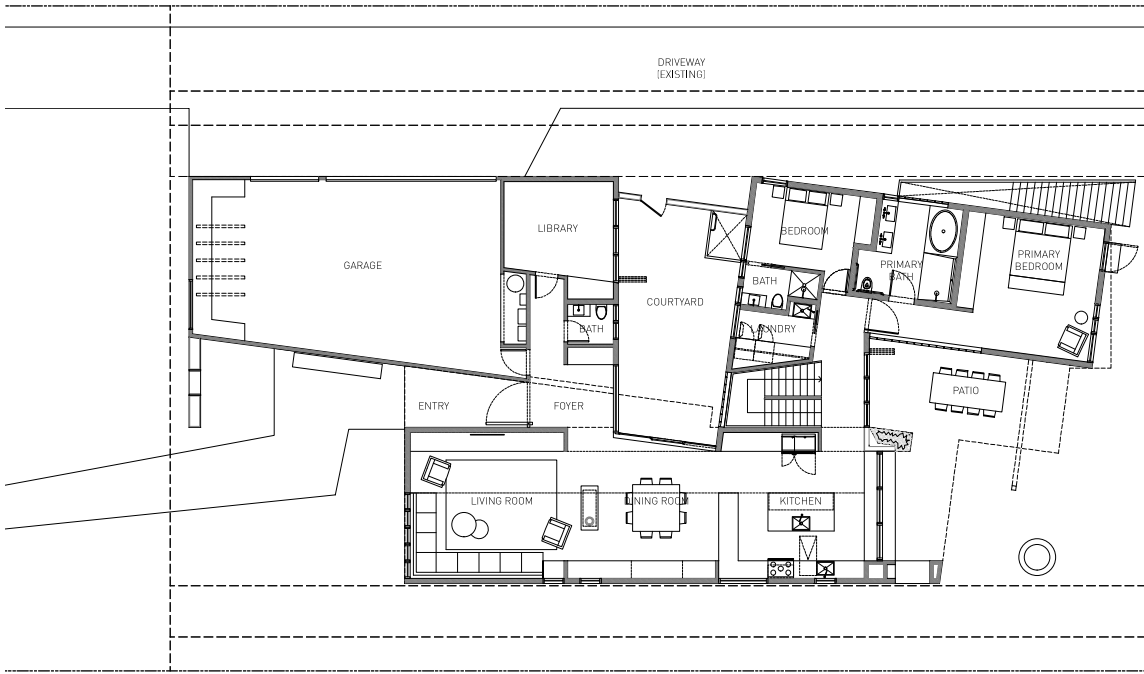 DRIVEWAY
[EXISTING]
LIBRARY
BEDROOM
GARAGE
PRIMARY
BATH
PRIMARY
BEDROOM
BATH
COURTYARD
BATH
LAUNDRY
PATIO
ENTRY
FOYER
LIVING ROOM
DINING ROOM
KITCHEN